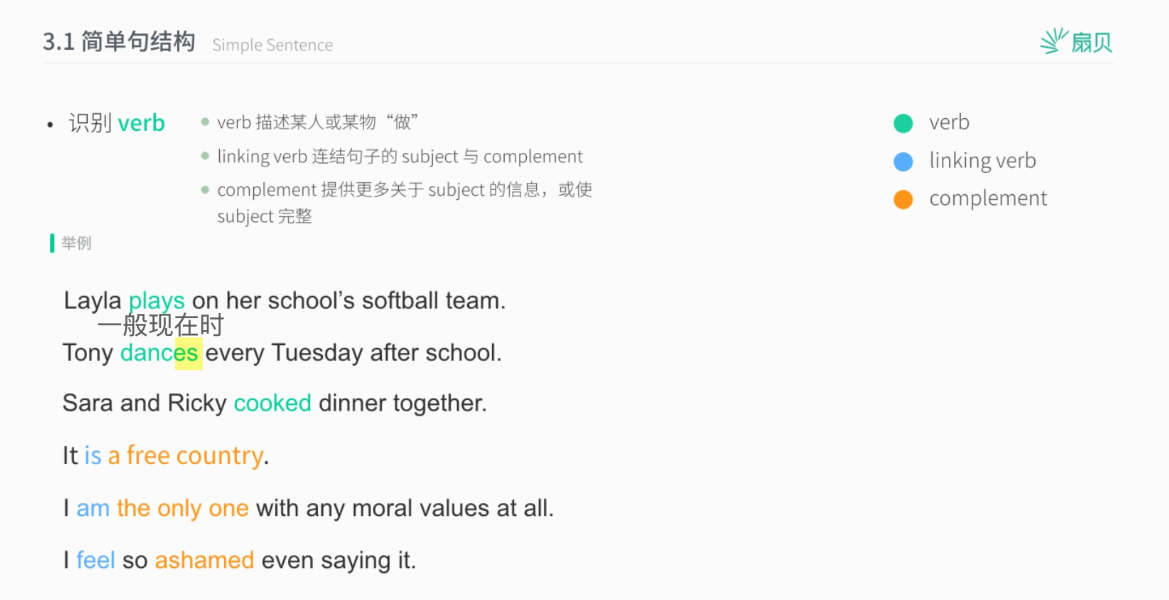 3.1 简单句结构 Simple Sentence
扇贝
• 识别 verb
• verb 描述某人或某物“做”
• linking verb 连结句子的 subject 与 complement
• complement 提供更多关于 subject 的信息，或使
subject 完整
verb
linking verb
complement
举例
Layla plays on her school’s softball team.
一般现在时
Tony dances every Tuesday after school.
Sara and Ricky cooked dinner together.
It is a free country.
I am the only one with any moral values at all.
I feel so ashamed even saying it.